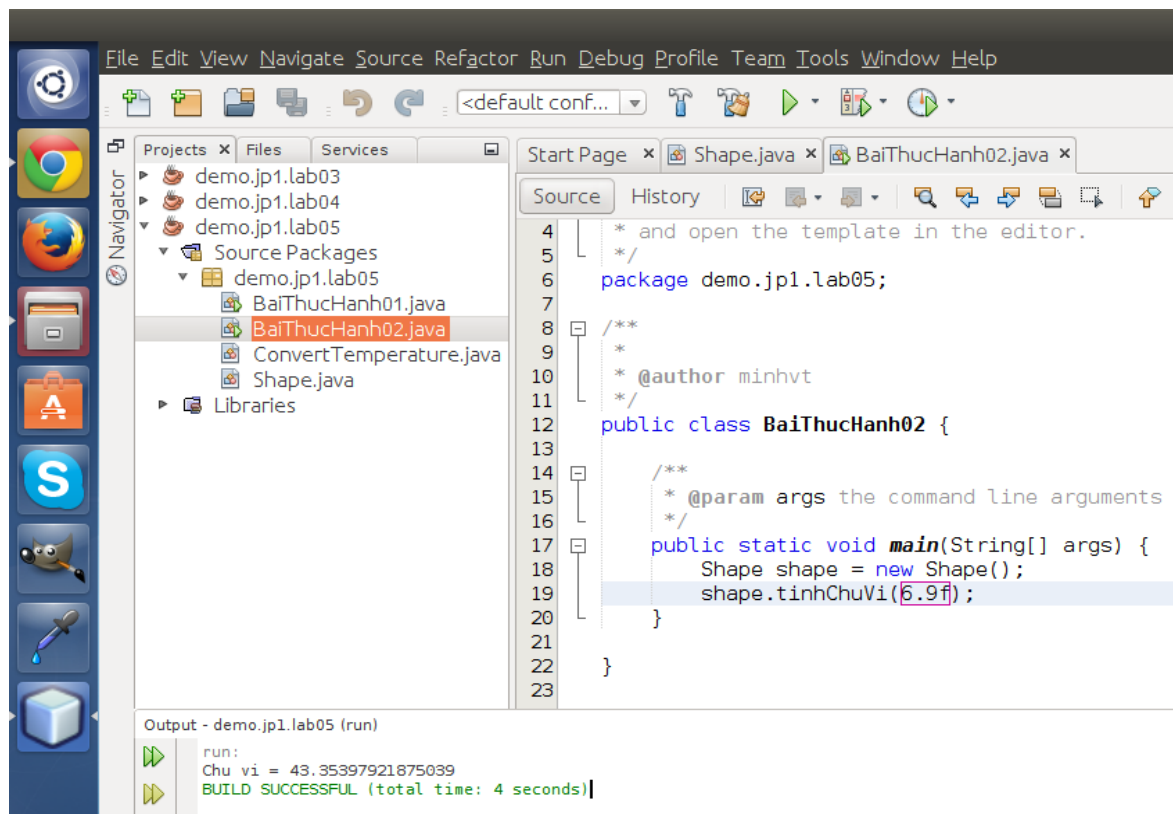 File Edit View Navigate Source Refactor Run Debug Profile Team Tools Window Help
<default conf...
Navigator
Projects Files Services
demo.jp1.lab03
demo.jp1.lab04
demo.jp1.lab05
Source Packages
demo.jp1.lab05
BaiThucHanh01.java
BaiThucHanh02.java
ConvertTemperature.java
Shape.java
Libraries
Start Page Shape.java BaiThucHanh02.java
Source History
4 * and open the template in the editor.
5 */
6 package demo.jp1.lab05;
7
8 /**
9 *
10 * @author minhvt
11 */
12 public class BaiThucHanh02 {
13
14 /**
15 * @param args the command line arguments
16 */
17 public static void main(String[] args) {
18 Shape shape = new Shape();
19 shape.tinhChuVi(6.9f);
20 }
21
22 }
23
Output - demo.jp1.lab05 (run)
run:
Chu vi = 43.35397921875039
BUILD SUCCESSFUL (total time: 4 seconds)